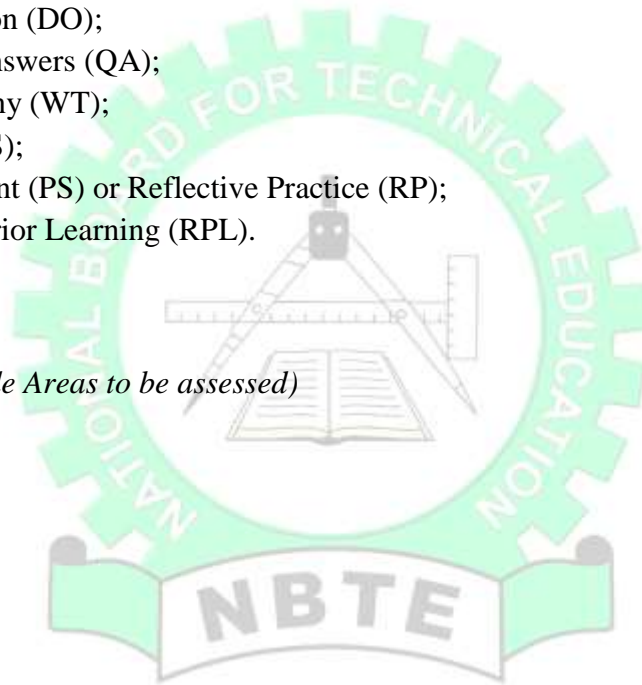 on (DO);
nswers (QA);
ny (WT);
S);
nt (PS) or Reflective Practice (RP);
rior Learning (RPL).
le Areas to be assessed)
NATIONAL BOARD FOR TECHNICAL EDUCATION
NBTE